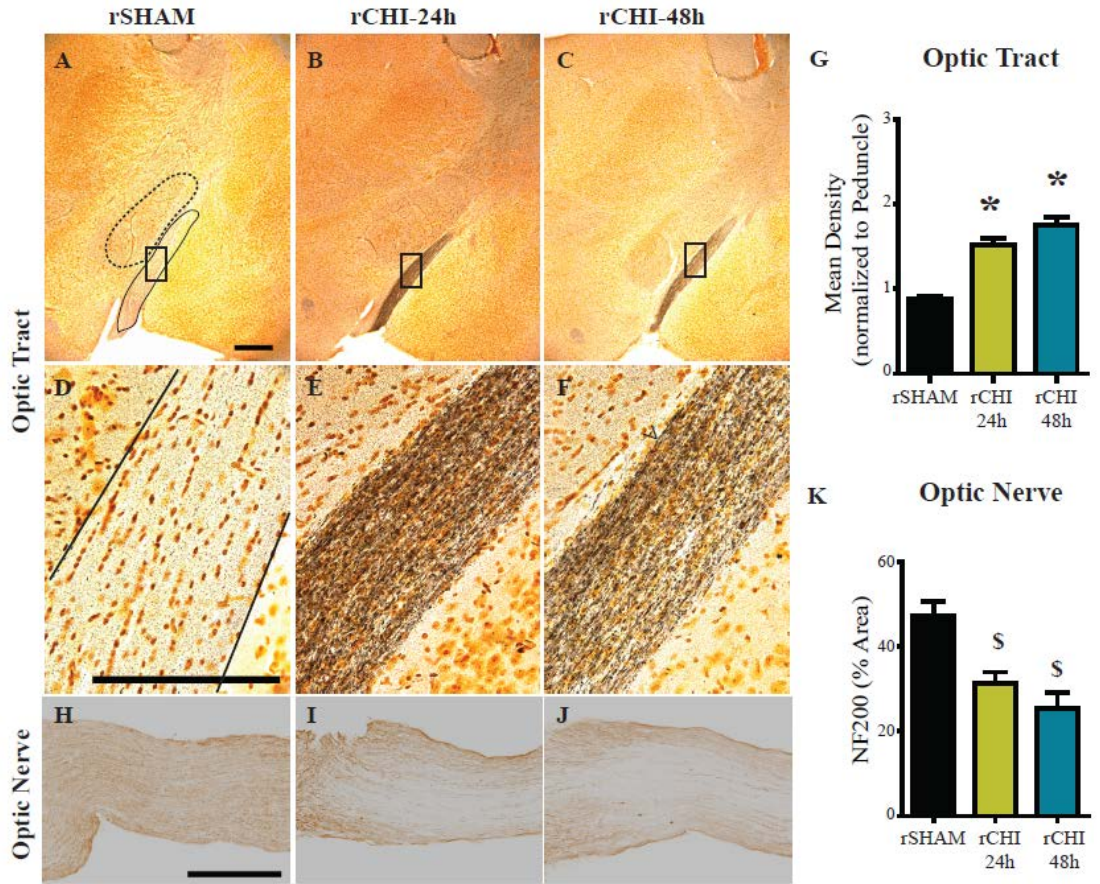 rSHAM
rCHI-24h
rCHI-48h
Optic Tract
A
B
C
D
E
F
Optic Nerve
H
I
J
G
Optic Tract
Mean Density
(normalized to Peduncle)
3
2
1
0
*
*
rSHAM
rCHI
24h
rCHI
48h
K
Optic Nerve
NF200 (% Area)
60
40
20
0
$
$
rSHAM
rCHI
24h
rCHI
48h